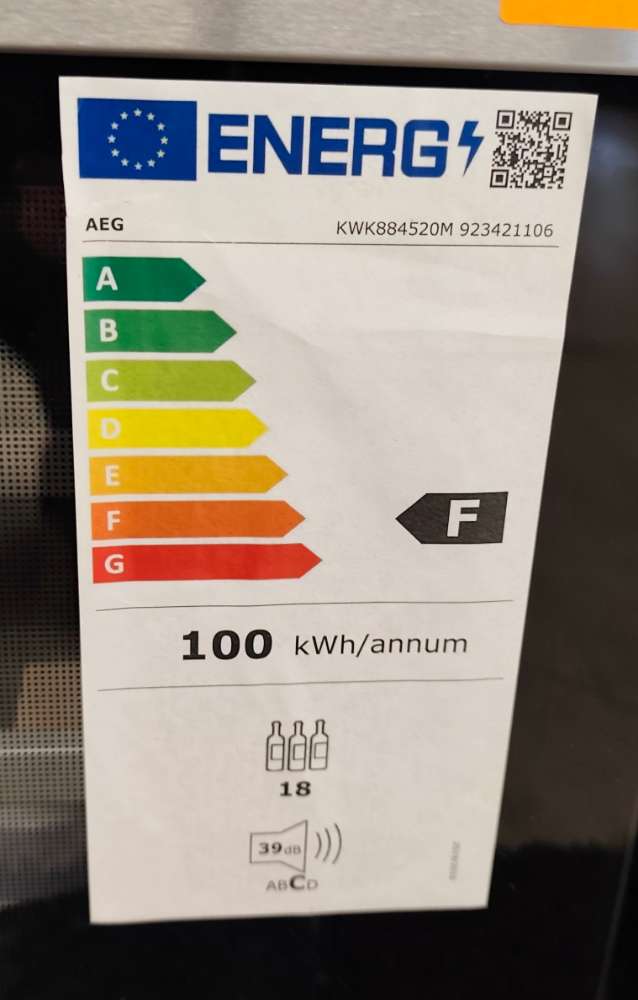 ENERG
AEG
KWK884520M 923421106
A
B
C
D
E
F
F
G
100 kWh/annum
18
39dB
ABCD